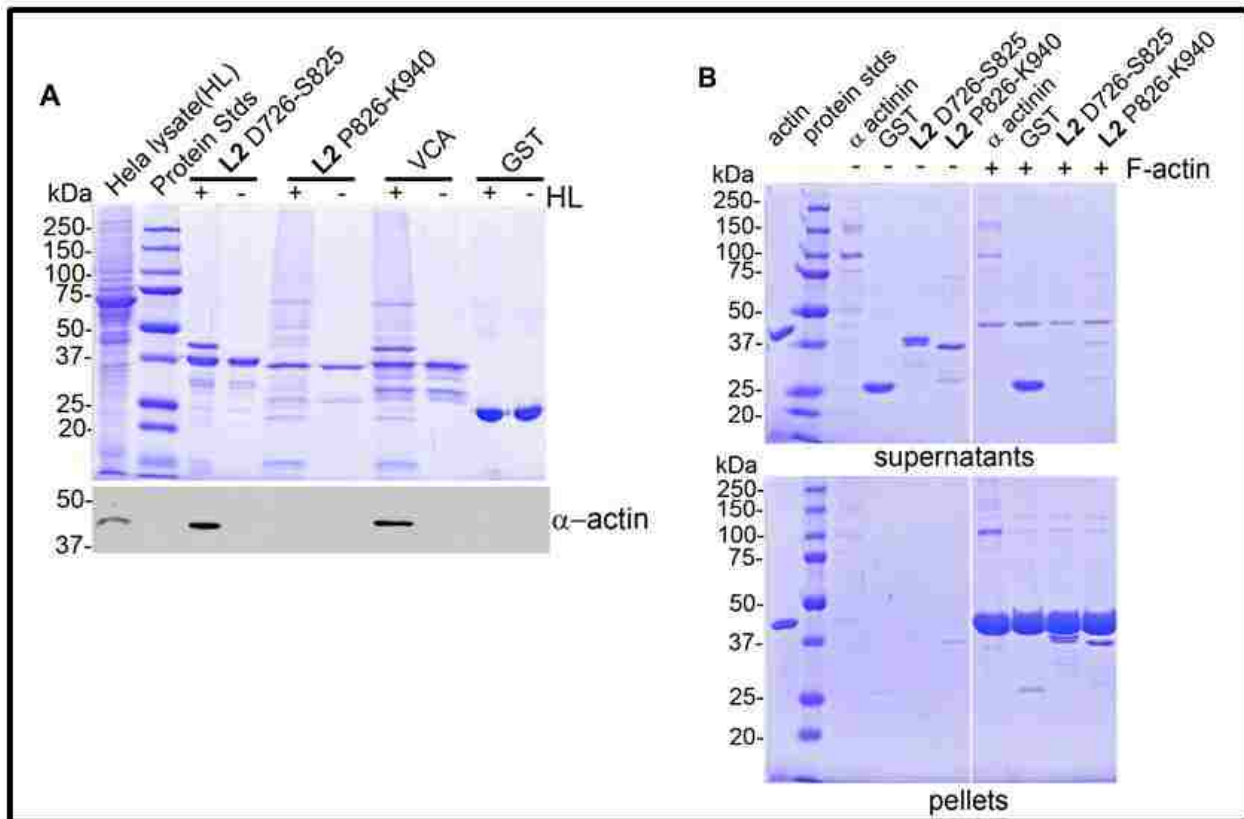 A
Hela lysate(HL)
Protein Stds
L2 D726-S825
L2 P826-K940
VCA
GST
kDa + - + - + - + - HL
250-
150-
100-
75-
50-
37-
25-
20-
50-
37-
α-actin
B
actin
protein stds
α actinin
GST
L2 D726-S825
L2 P826-K940
α actinin
GST
L2 D726-S825
L2 P826-K940
- - - - + + + + F-actin
kDa
250-
150-
100-
75-
50-
37-
25-
20-
supernatants
kDa
250-
150-
100-
75-
50-
37-
25-
20-
pellets